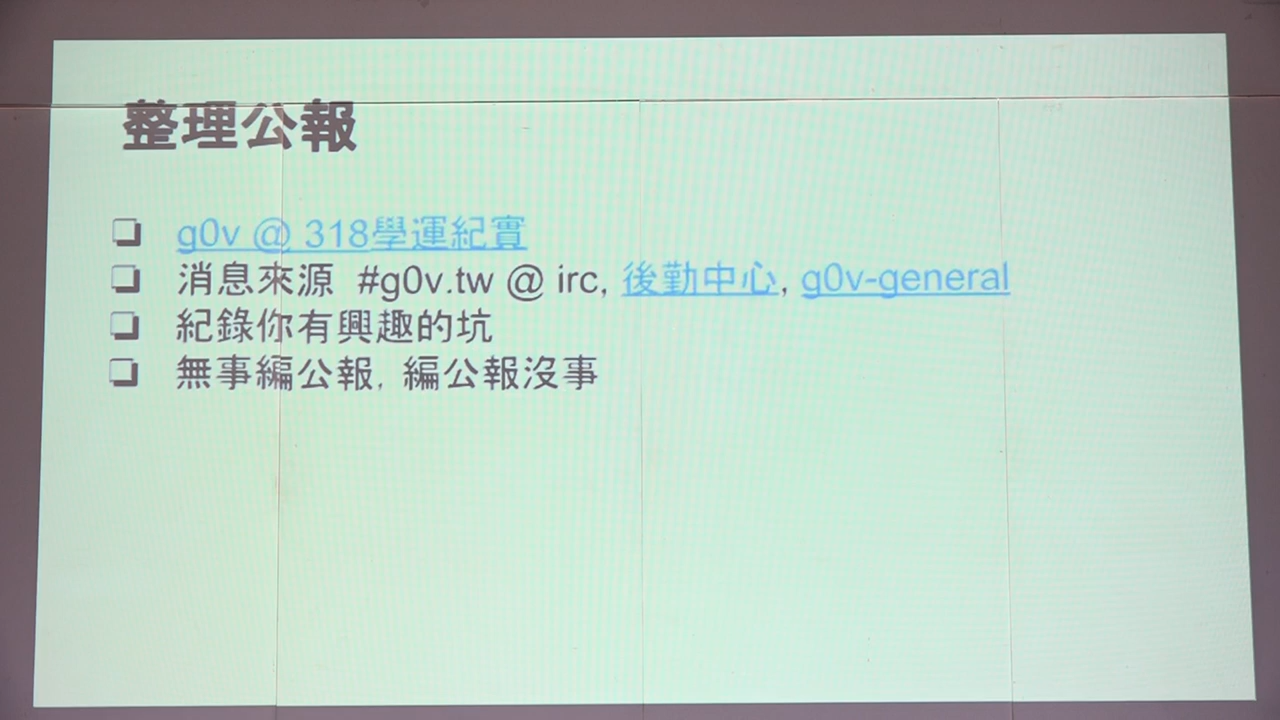 整理公報
g0v @ 318學運紀實
消息來源 #g0v.tw @ irc, 後勤中心, g0v-general
紀錄你有興趣的坑
無事編公報, 編公報沒事